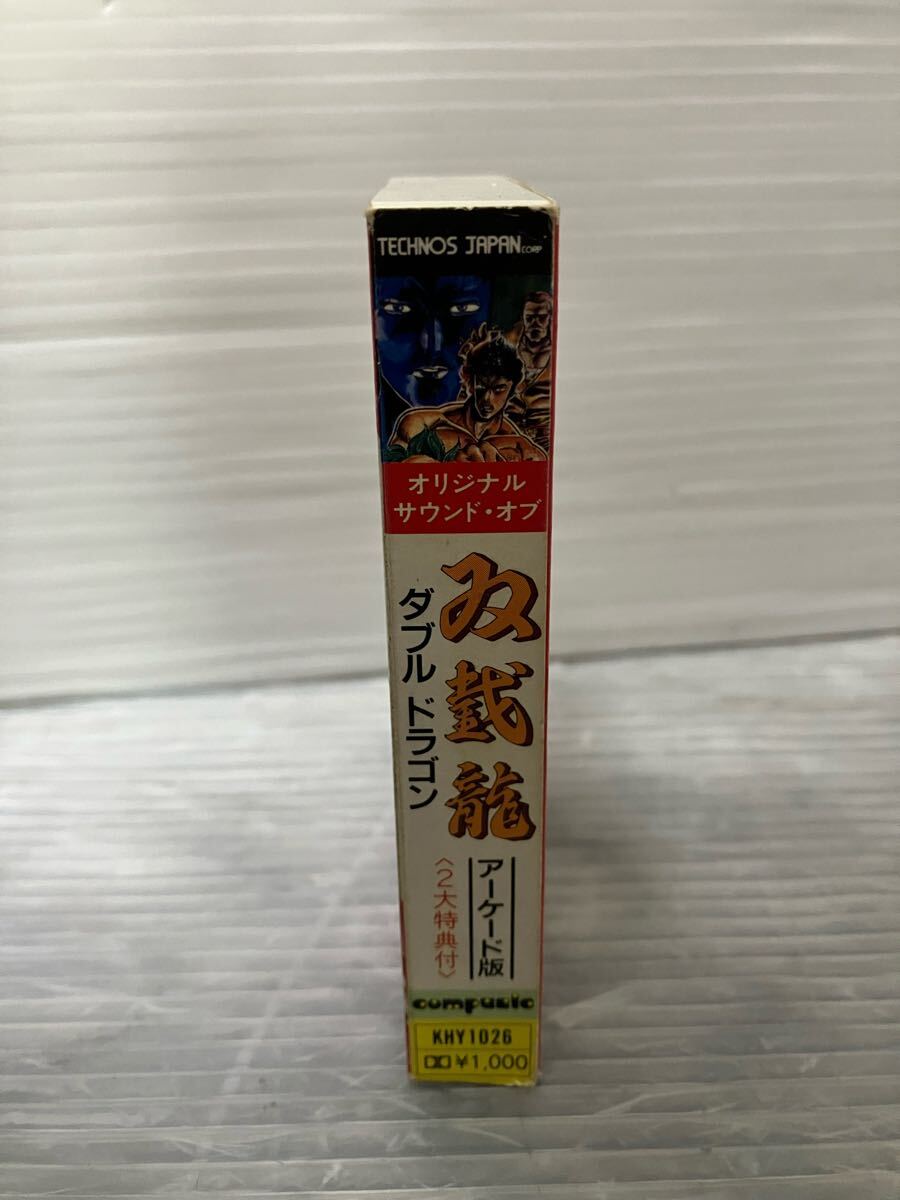 TECHNOS JAPAN CORP
オリジナル
サウンド・オブ
双截龍
ダブル ドラゴン
アーケード版
〈2大特典付〉
compusic
KHY1026
¥1,000